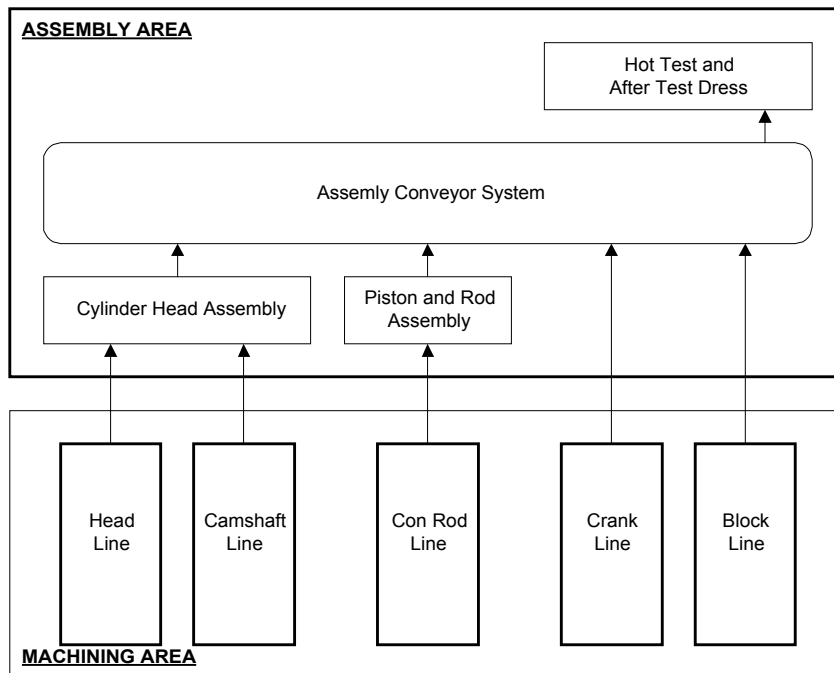 ASSEMBLY AREA
Hot Test and
After Test Dress
Assemly Conveyor System
Cylinder Head Assembly
Piston and Rod
Assembly
Head
Line
Camshaft
Line
Con Rod
Line
Crank
Line
Block
Line
MACHINING AREA